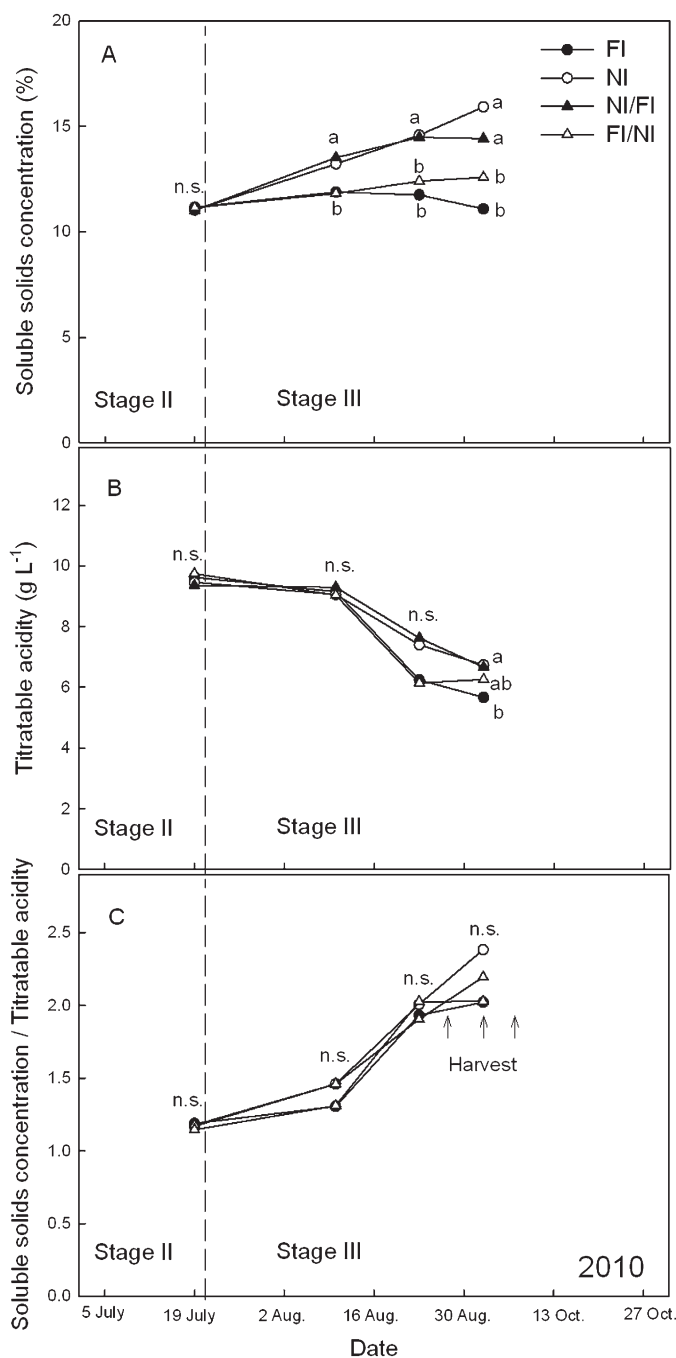 20
A
FI
NI
NI/FI
FI/NI
15
a
a
a
a
n.s.
b
b
b
b
b
10
5
Stage II
Stage III
0
Soluble solids concentration (%)
B
12
n.s.
n.s.
10
n.s.
8
a
ab
6
b
4
2
Stage II
Stage III
0
Titratable acidity (g L⁻¹)
C
2.5
n.s.
n.s.
2.0
Harvest
n.s.
1.5
n.s.
1.0
0.5
Stage II
Stage III
2010
0.0
Soluble solids concentration / Titratable acidity
5 July
19 July
2 Aug.
16 Aug.
30 Aug.
13 Oct.
27 Oct.
Date